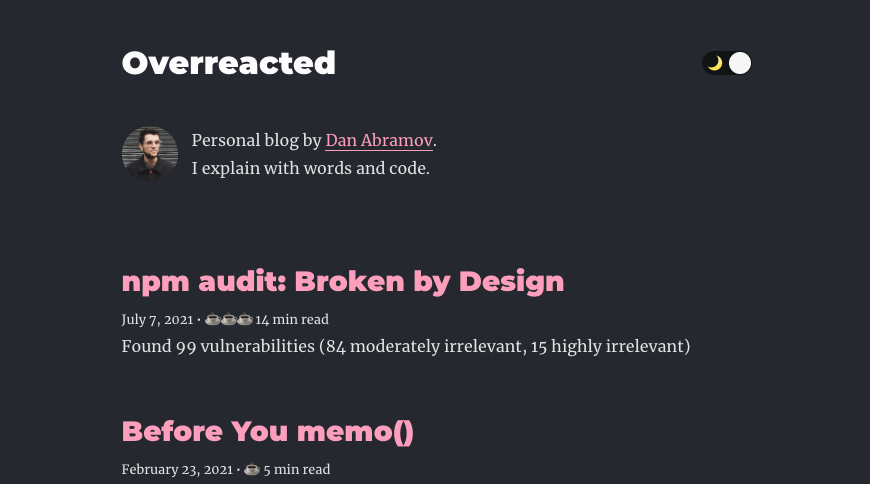 Overreacted
Personal blog by Dan Abramov.
I explain with words and code.
npm audit: Broken by Design
July 7, 2021 • ☕☕☕ 14 min read
Found 99 vulnerabilities (84 moderately irrelevant, 15 highly irrelevant)
Before You memo()
February 23, 2021 • ☕ 5 min read